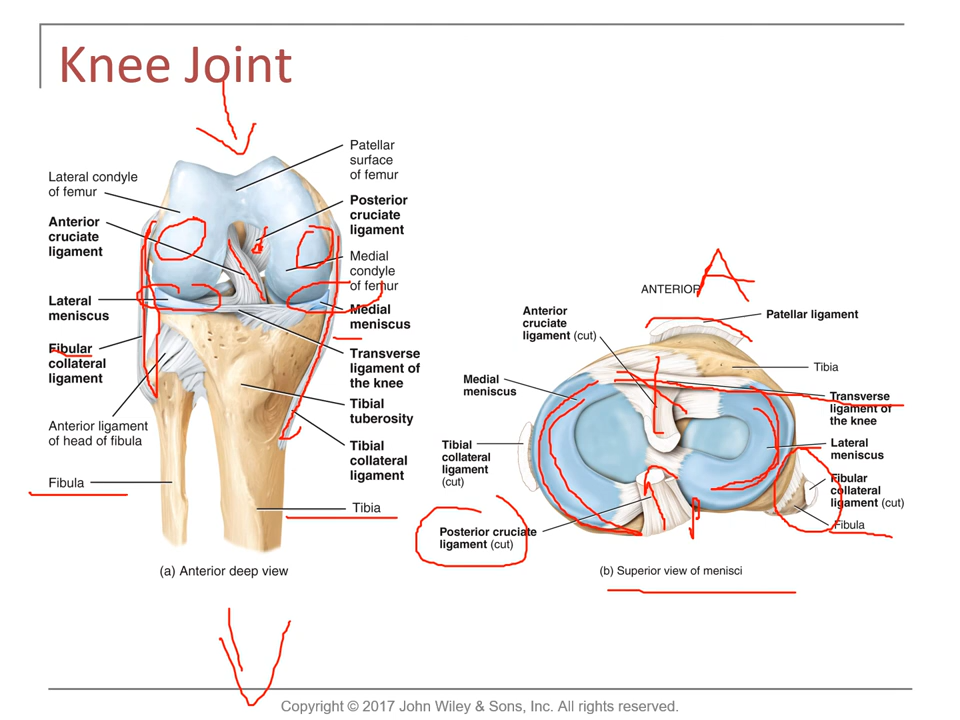 Knee Joint
Lateral condyle
of femur
Anterior
cruciate
ligament
Lateral
meniscus
Fibular
collateral
ligament
Anterior ligament
of head of fibula
Fibula
Patellar
surface
of femur
Posterior
cruciate
ligament
Medial
condyle
of femur
Medial
meniscus
Transverse
ligament of
the knee
Tibial
tuberosity
Tibial
collateral
ligament
Tibia
(a) Anterior deep view
ANTERIOR
A
Anterior
cruciate
ligament (cut)
Medial
meniscus
Tibial
collateral
ligament
(cut)
Posterior cruciate
ligament (cut)
Patellar ligament
Tibia
Transverse
ligament of
the knee
Lateral
meniscus
Fibular
collateral
ligament (cut)
Fibula
(b) Superior view of menisci
Copyright © 2017 John Wiley & Sons, Inc. All rights reserved.